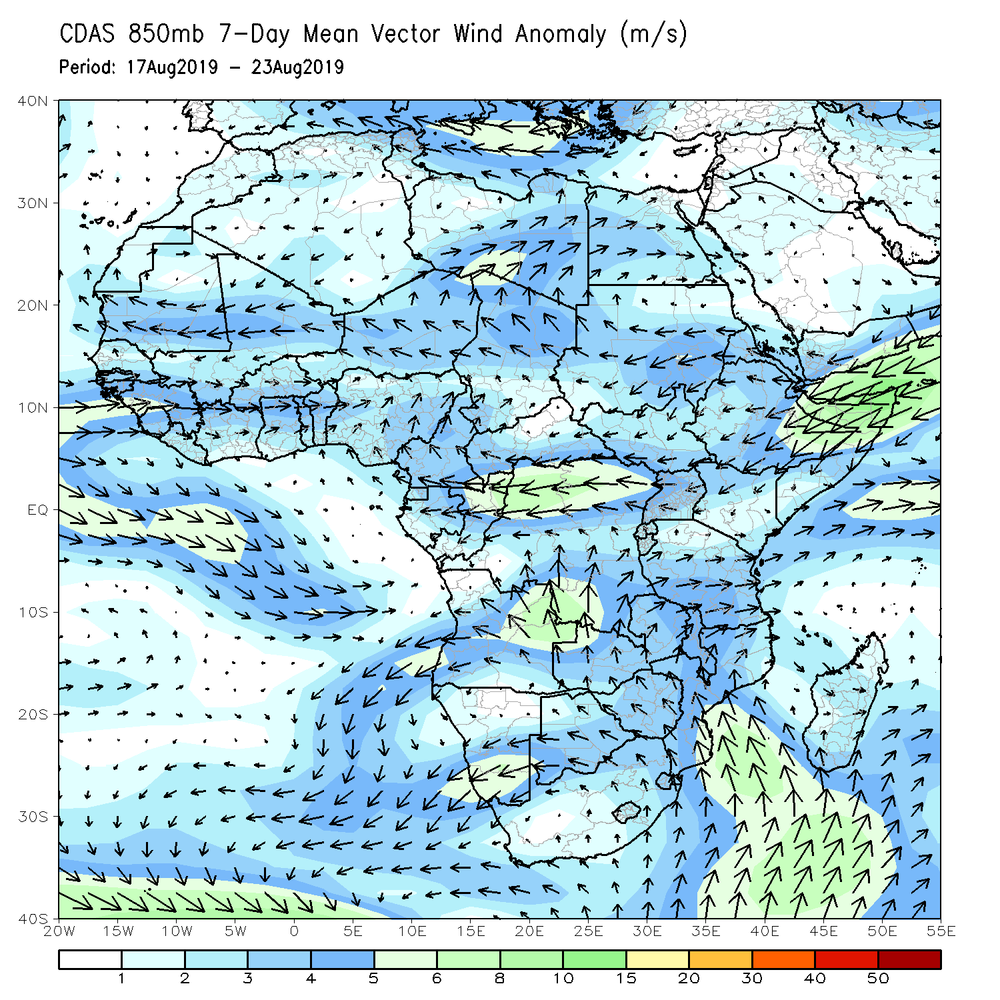 CDAS 850mb 7-Day Mean Vector Wind Anomaly (m/s)
Period: 17Aug2019 - 23Aug2019
40N
30N
20N
10N
EQ
10S
20S
30S
40S
20W 15W 10W 5W 0 5E 10E 15E 20E 25E 30E 35E 40E 45E 50E 55E
1 2 3 4 5 6 8 10 15 20 30 40 50